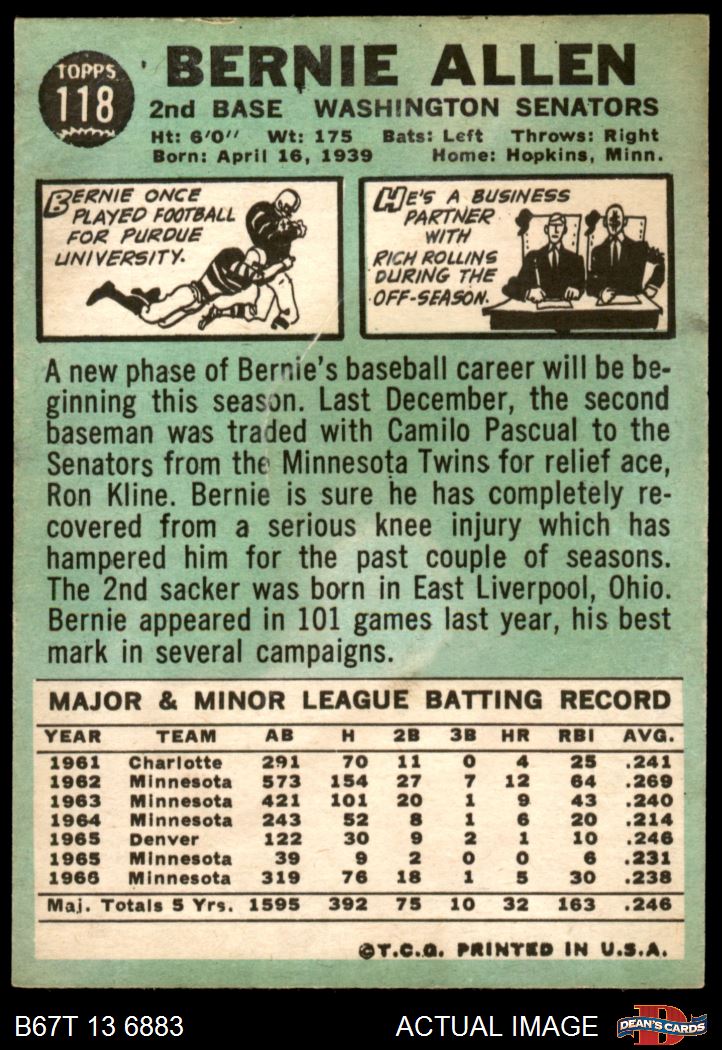 TOPPS
118
BERNIE ALLEN
2nd BASE WASHINGTON SENATORS
Ht: 6'0'' Wt: 175 Bats: Left Throws: Right
Born: April 16, 1939 Home: Hopkins, Minn.
BERNIE ONCE
PLAYED FOOTBALL
FOR PURDUE
UNIVERSITY.
HE'S A BUSINESS
PARTNER
WITH
RICH ROLLINS
DURING THE
OFF-SEASON.
A new phase of Bernie's baseball career will be be-
ginning this season. Last December, the second
baseman was traded with Camilo Pascual to the
Senators from the Minnesota Twins for relief ace,
Ron Kline. Bernie is sure he has completely re-
covered from a serious knee injury which has
hampered him for the past couple of seasons.
The 2nd sacker was born in East Liverpool, Ohio.
Bernie appeared in 101 games last year, his best
mark in several campaigns.
MAJOR & MINOR LEAGUE BATTING RECORD
YEAR TEAM AB H 2B 3B HR RBI AVG.
1961 Charlotte 291 70 11 0 4 25 .241
1962 Minnesota 573 154 27 7 12 64 .269
1963 Minnesota 421 101 20 1 9 43 .240
1964 Minnesota 243 52 8 1 6 20 .214
1965 Denver 122 30 9 2 1 10 .246
1965 Minnesota 39 9 2 0 0 6 .231
1966 Minnesota 319 76 18 1 5 30 .238
Maj. Totals 5 Yrs. 1595 392 75 10 32 163 .246
©T.C.G. PRINTED IN U.S.A.
B67T 13 6883 ACTUAL IMAGE
D
DEAN'S CARDS